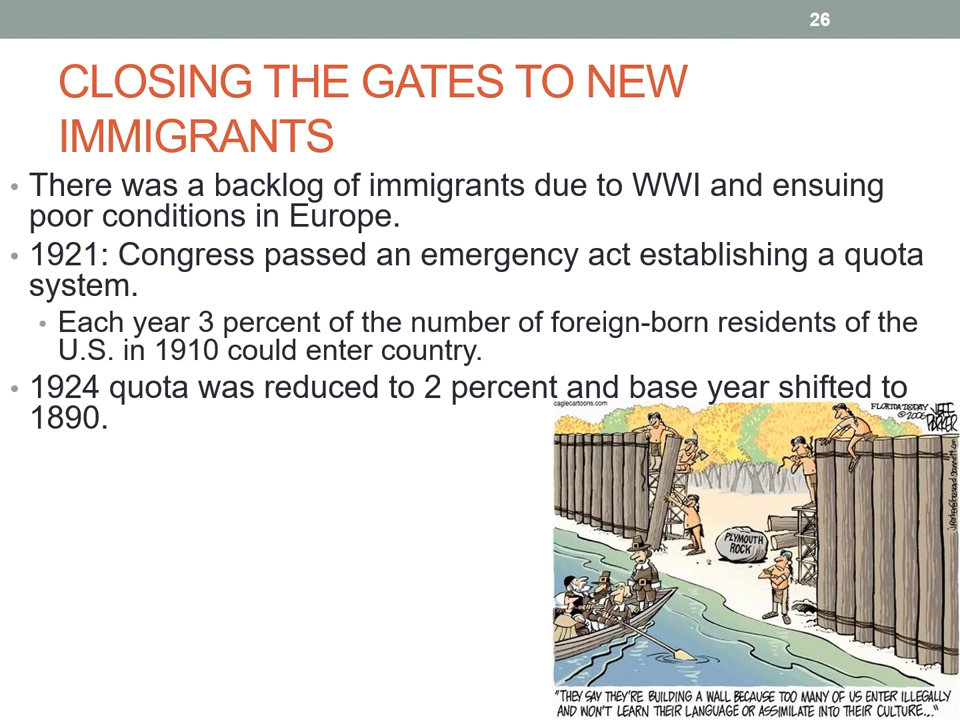 26
CLOSING THE GATES TO NEW
IMMIGRANTS
• There was a backlog of immigrants due to WWI and ensuing
poor conditions in Europe.
• 1921: Congress passed an emergency act establishing a quota
system.
• Each year 3 percent of the number of foreign-born residents of the
U.S. in 1910 could enter country.
• 1924 quota was reduced to 2 percent and base year shifted to
1890.
caglecartoons.com
FLORIDA TODAY
© 2006
JEFF
PARKER
PLYMOUTH
ROCK
"THEY SAY THEY'RE BUILDING A WALL BECAUSE TOO MANY OF US ENTER ILLEGALLY
AND WON'T LEARN THEIR LANGUAGE OR ASSIMILATE INTO THEIR CULTURE..."